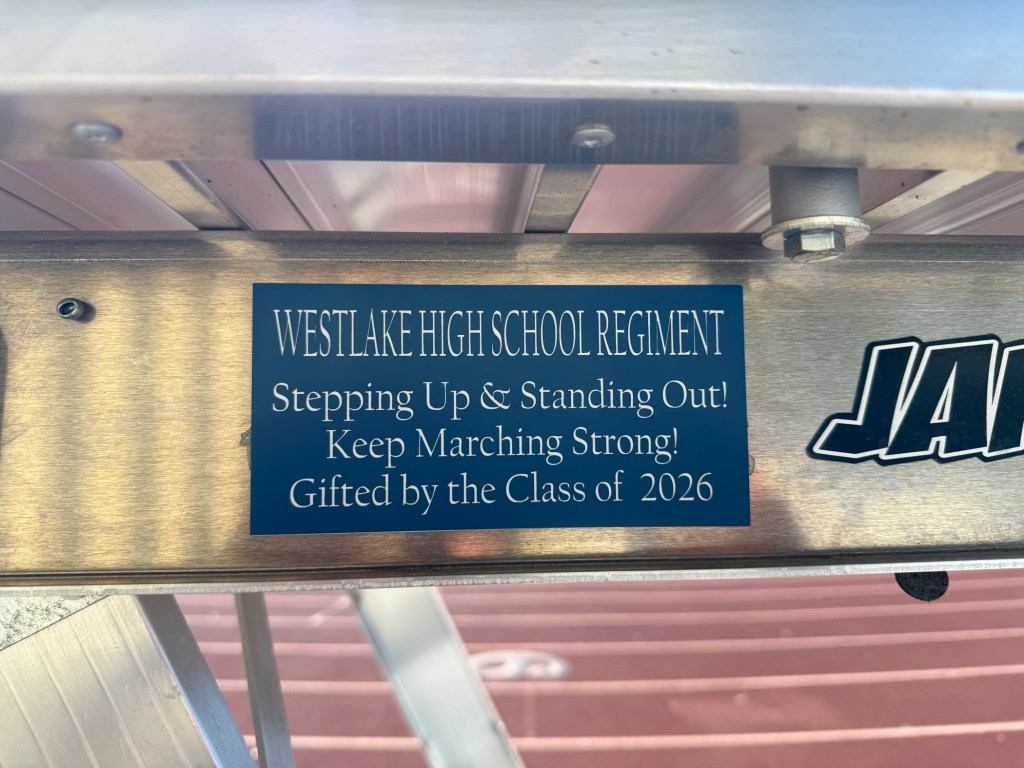 WESTLAKE HIGH SCHOOL REGIMENT
Stepping Up & Standing Out!
Keep Marching Strong!
Gifted by the Class of 2026